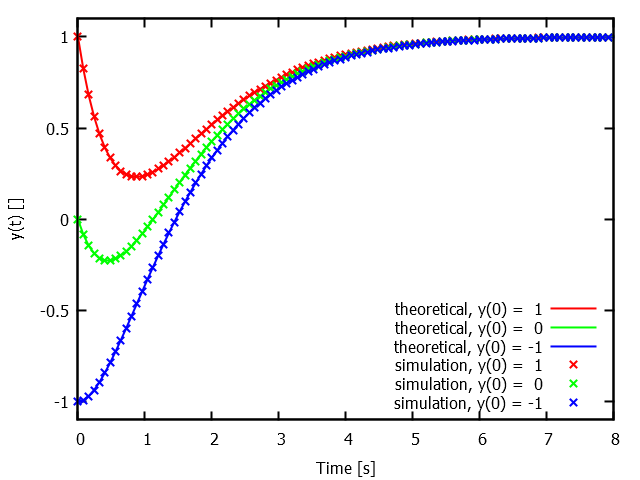 1
0.5
0
-0.5
-1
y(t) []
theoretical, y(0) = 1
theoretical, y(0) = 0
theoretical, y(0) = -1
simulation, y(0) = 1
simulation, y(0) = 0
simulation, y(0) = -1
0 1 2 3 4 5 6 7 8
Time [s]